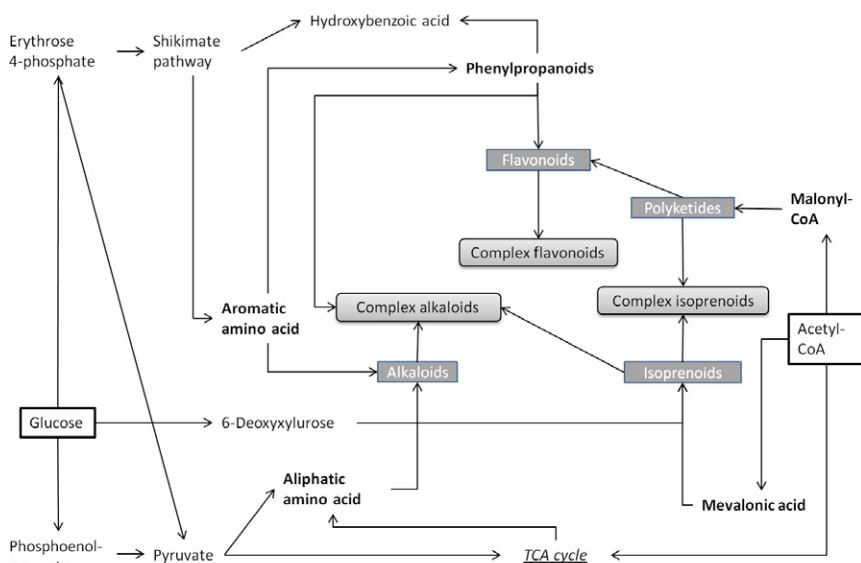 Hydroxybenzoic acid
Erythrose
4-phosphate
Shikimate
pathway
Phenylpropanoids
Flavonoids
Polyketides
Malonyl-
CoA
Complex flavonoids
Complex alkaloids
Complex isoprenoids
Aromatic
amino acid
Acetyl-
CoA
Alkaloids
Isoprenoids
Glucose
6-Deoxyxylurose
Aliphatic
amino acid
Mevalonic acid
Phosphoenol-
Pyruvate
TCA cycle